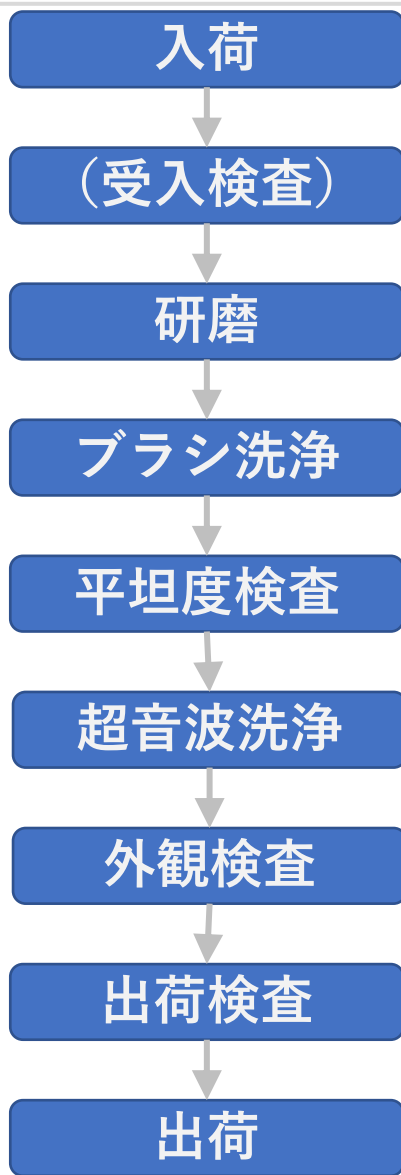 入荷
（受入検査）
研磨
ブラシ洗浄
平坦度検査
超音波洗浄
外観検査
出荷検査
出荷